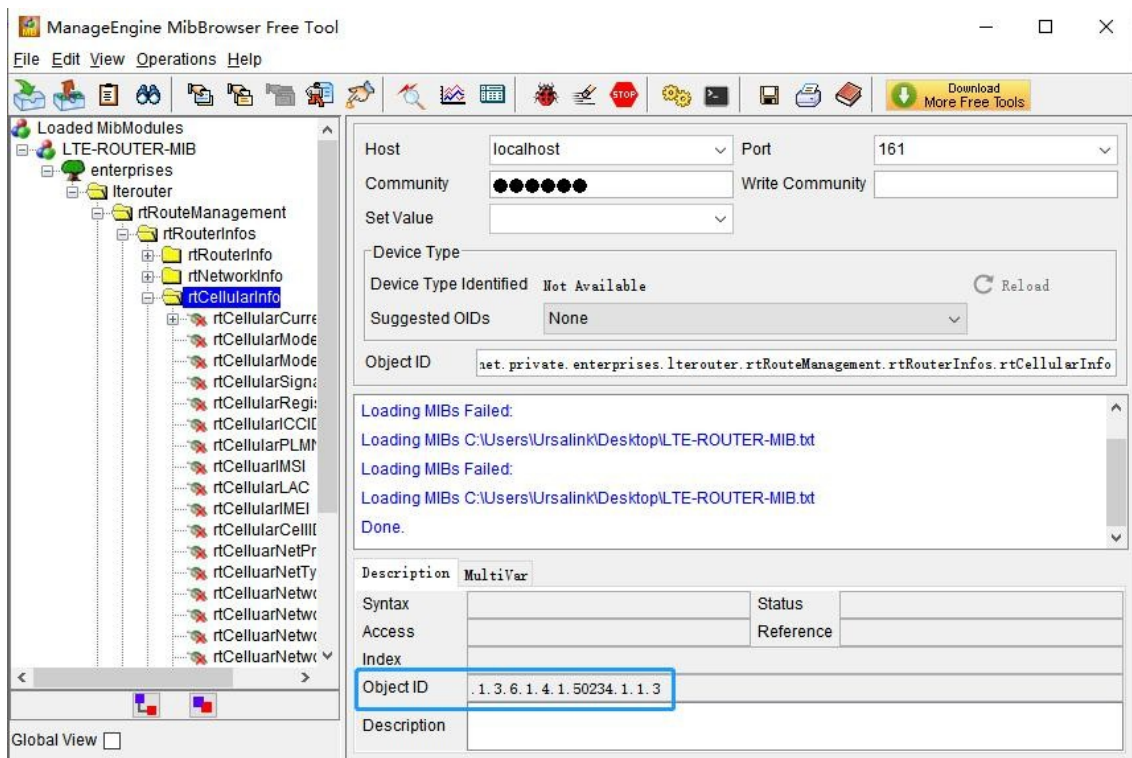 ManageEngine MibBrowser Free Tool
File Edit View Operations Help
STOP
Download
More Free Tools
Loaded MibModules
LTE-ROUTER-MIB
enterprises
lterouter
rtRouteManagement
rtRouterInfos
rtRouterInfo
rtNetworkInfo
rtCellularInfo
rtCellularCurre
rtCellularMode
rtCellularMode
rtCellularSigna
rtCellularRegis
rtCellularICCID
rtCellularPLMN
rtCelluarIMSI
rtCellularLAC
rtCellularIMEI
rtCellularCellID
rtCelluarNetPr
rtCelluarNetTy
rtCelluarNetwo
rtCelluarNetwo
rtCelluarNetwo
rtCelluarNetwo
Global View
Host localhost Port 161
Community ●●●●●● Write Community
Set Value
Device Type
Device Type Identified Not Available Reload
Suggested OIDs None
Object ID net.private.enterprises.lterouter.rtRouteManagement.rtRouterInfos.rtCellularInfo
Loading MIBs Failed:
Loading MIBs C:\Users\Ursalink\Desktop\LTE-ROUTER-MIB.txt
Loading MIBs Failed:
Loading MIBs C:\Users\Ursalink\Desktop\LTE-ROUTER-MIB.txt
Done.
Description MultiVar
Syntax Status
Access Reference
Index
Object ID .1.3.6.1.4.1.50234.1.1.3
Description